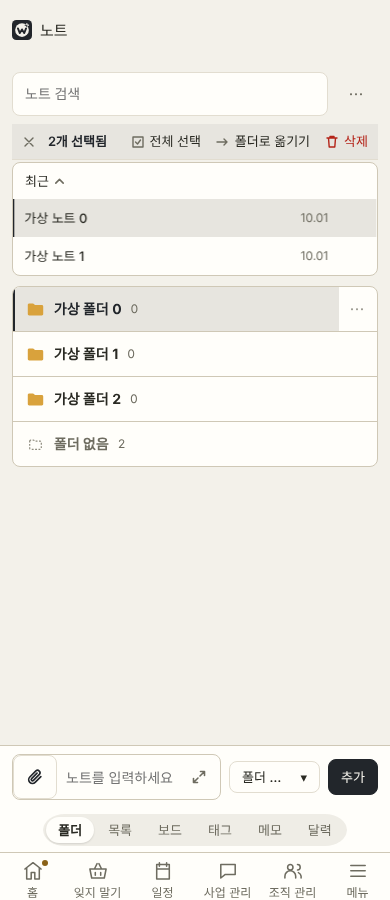 노트
노트 검색
2개 선택됨 전체 선택 폴더로 옮기기 삭제
최근
가상 노트 0 10.01
가상 노트 1 10.01
가상 폴더 0 0
가상 폴더 1 0
가상 폴더 2 0
폴더 없음 2
노트를 입력하세요 폴더 ... 추가
폴더 목록 보드 태그 메모 달력
홈 잊지 말기 일정 사업 관리 조직 관리 메뉴